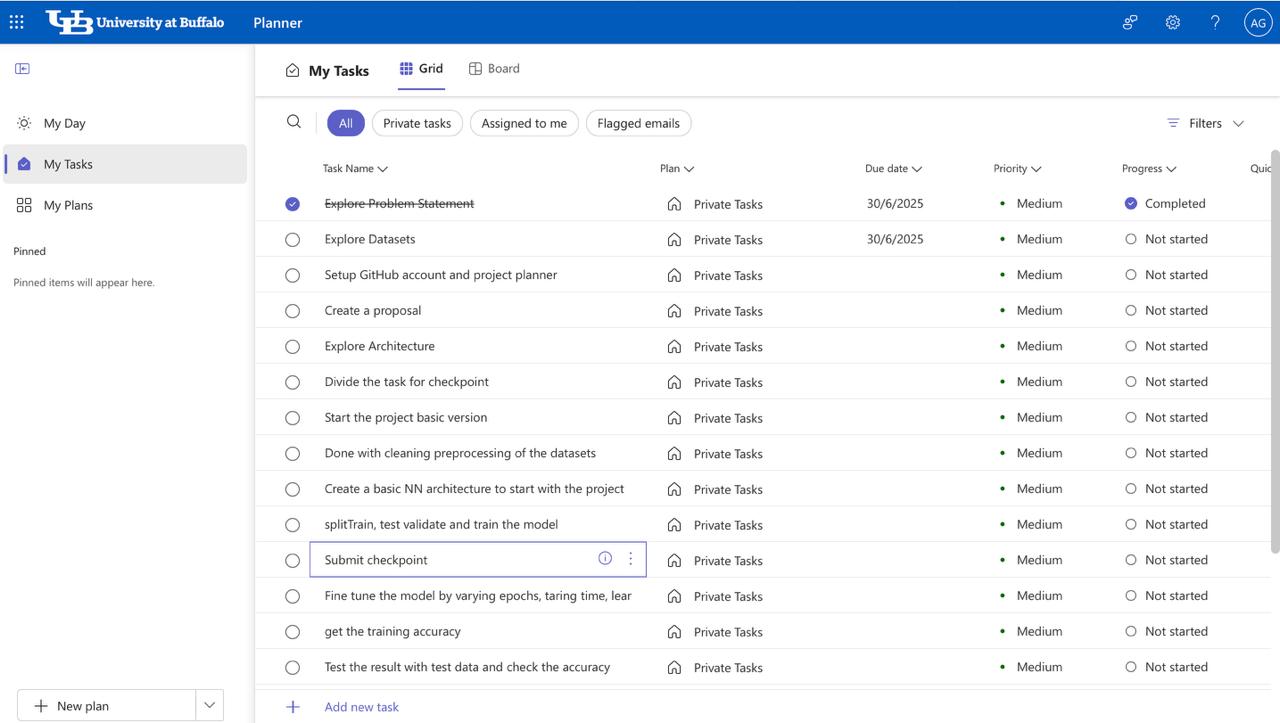 UB University at Buffalo Planner ? AG
My Tasks Grid Board
My Day
My Tasks
My Plans
Pinned
Pinned items will appear here.
New plan
All Private tasks Assigned to me Flagged emails Filters
Task Name Plan Due date Priority Progress Quic
Explore Problem Statement Private Tasks 30/6/2025 Medium Completed
Explore Datasets Private Tasks 30/6/2025 Medium Not started
Setup GitHub account and project planner Private Tasks Medium Not started
Create a proposal Private Tasks Medium Not started
Explore Architecture Private Tasks Medium Not started
Divide the task for checkpoint Private Tasks Medium Not started
Start the project basic version Private Tasks Medium Not started
Done with cleaning preprocessing of the datasets Private Tasks Medium Not started
Create a basic NN architecture to start with the project Private Tasks Medium Not started
splitTrain, test validate and train the model Private Tasks Medium Not started
Submit checkpoint Private Tasks Medium Not started
Fine tune the model by varying epochs, taring time, lear Private Tasks Medium Not started
get the training accuracy Private Tasks Medium Not started
Test the result with test data and check the accuracy Private Tasks Medium Not started
Add new task